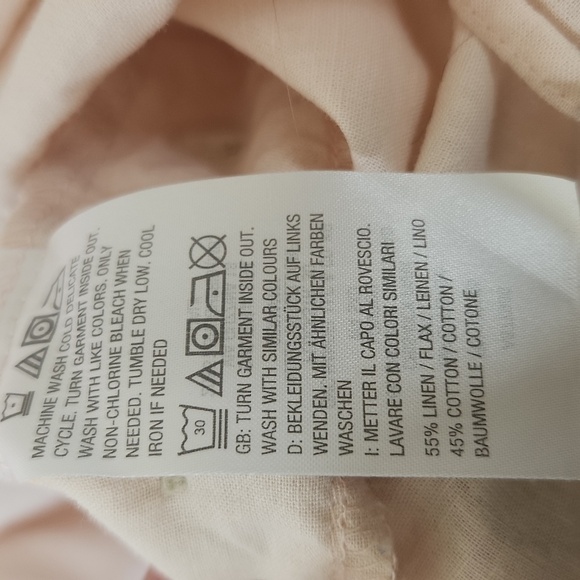 MACHINE WASH COLD DELICATE
CYCLE. TURN GARMENT INSIDE OUT.
WASH WITH LIKE COLORS. ONLY
NON-CHLORINE BLEACH WHEN
NEEDED. TUMBLE DRY LOW. COOL
IRON IF NEEDED
30
GB: TURN GARMENT INSIDE OUT.
WASH WITH SIMILAR COLOURS
D: BEKLEIDUNGSSTÜCK AUF LINKS
WENDEN. MIT ÄHNLICHEN FARBEN
WASCHEN
I: METTER IL CAPO AL ROVESCIO.
LAVARE CON COLORI SIMILARI
55% LINEN / FLAX / LEINEN / LINO
45% COTTON / COTTON /
BAUMWOLLE / COTONE